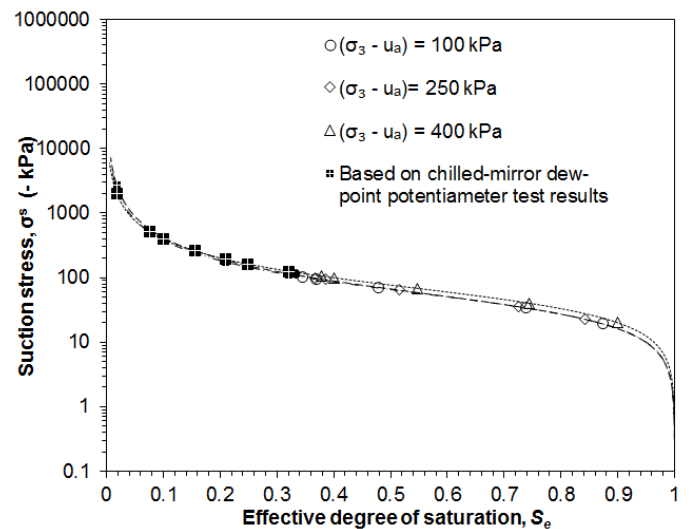 1000000
100000
10000
1000
100
10
1
0.1
Suction stress, σˢ (- kPa)
(σ₃ - uₐ) = 100 kPa
(σ₃ - uₐ)= 250 kPa
(σ₃ - uₐ) = 400 kPa
Based on chilled-mirror dew-
point potentiameter test results
0 0.1 0.2 0.3 0.4 0.5 0.6 0.7 0.8 0.9 1
Effective degree of saturation, Sₑ